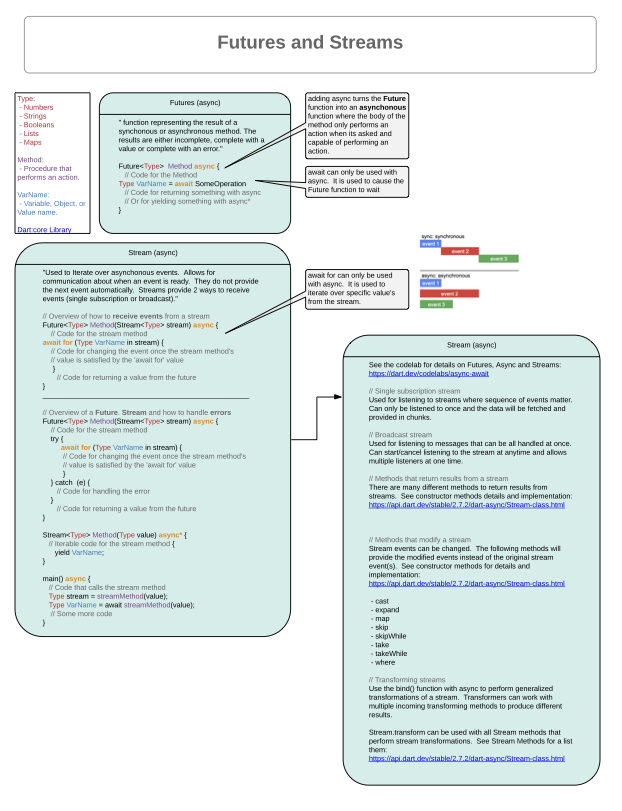 Futures and Streams
Type:
- Numbers
- Strings
- Booleans
- Lists
- Maps
Method:
- Procedure that
performs an action.
VarName:
- Variable, Object, or
Value name.
Dart:core Library
Futures (async)
" function representing the result of a
synchonous or asynchronous method. The
results are either incomplete, complete with a
value or complete with an error."
Future<Type> Method async {
// Code for the Method
Type VarName = await SomeOperation
// Code for returning something with async
// Or for yielding something with async*
}
adding async turns the Future
function into an asynchonous
function where the body of the
method only performs an
action when its asked and
capable of performing an
action.
await can only be used with
async. It is used to cause the
Future function to wait
sync: synchronous
event 1
event 2
event 3
async: asynchronous
event 1
event 2
event 3
Stream (async)
"Used to Iterate over asynchonous events. Allows for
communication about when an event is ready. They do not provide
the next event automatically. Streams provide 2 ways to receive
events (single subscription or broadcast)."
// Overview of how to receive events from a stream
Future<Type> Method(Stream<Type> stream) async {
// Code for the stream method
await for (Type VarName in stream) {
// Code for changing the event once the stream method's
// value is satisfied by the 'await for' value
}
// Code for returning a value from the future
}
// Overview of a Future, Stream and how to handle errors
Future<Type> Method(Stream<Type> stream) async {
// Code for the stream method
try {
await for (Type VarName in stream) {
// Code for changing the event once the stream method's
// value is satisfied by the 'await for' value
}
} catch (e) {
// Code for handling the error
}
// Code for returning a value from the future
}
Stream<Type> Method(Type value) async* {
// Iterable code for the stream method {
yield VarName;
}
main() async {
// Code that calls the stream method
Type stream = streamMethod(value);
Type VarName = await streamMethod(value);
// Some more code
}
await for can only be used
with async. It is used to
iterate over specific value's
from the stream.
Stream (async)
See the codelab for details on Futures, Async and Streams:
https://dart.dev/codelabs/async-await
// Single subscription stream
Used for listening to streams where sequence of events matter.
Can only be listened to once and the data will be fetched and
provided in chunks.
// Broadcast stream
Used for listening to messages that can be all handled at once.
Can start/cancel listening to the stream at anytime and allows
multiple listeners at one time.
// Methods that return results from a stream
There are many different methods to return results from
streams. See constructor methods details and implementation:
https://api.dart.dev/stable/2.7.2/dart-async/Stream-class.html
// Methods that modify a stream
Stream events can be changed. The following methods will
provide the modified events instead of the original stream
event(s). See constructor methods for details and
implementation:
https://api.dart.dev/stable/2.7.2/dart-async/Stream-class.html
- cast
- expand
- map
- skip
- skipWhile
- take
- takeWhile
- where
// Transforming streams
Use the bind() function with async to perform generalized
transformations of a stream. Transformers can work with
multiple incoming transforming methods to produce different
results.
Stream.transform can be used with all Stream methods that
perform stream transformations. See Stream Methods for a list
them:
https://api.dart.dev/stable/2.7.2/dart-async/Stream-class.html